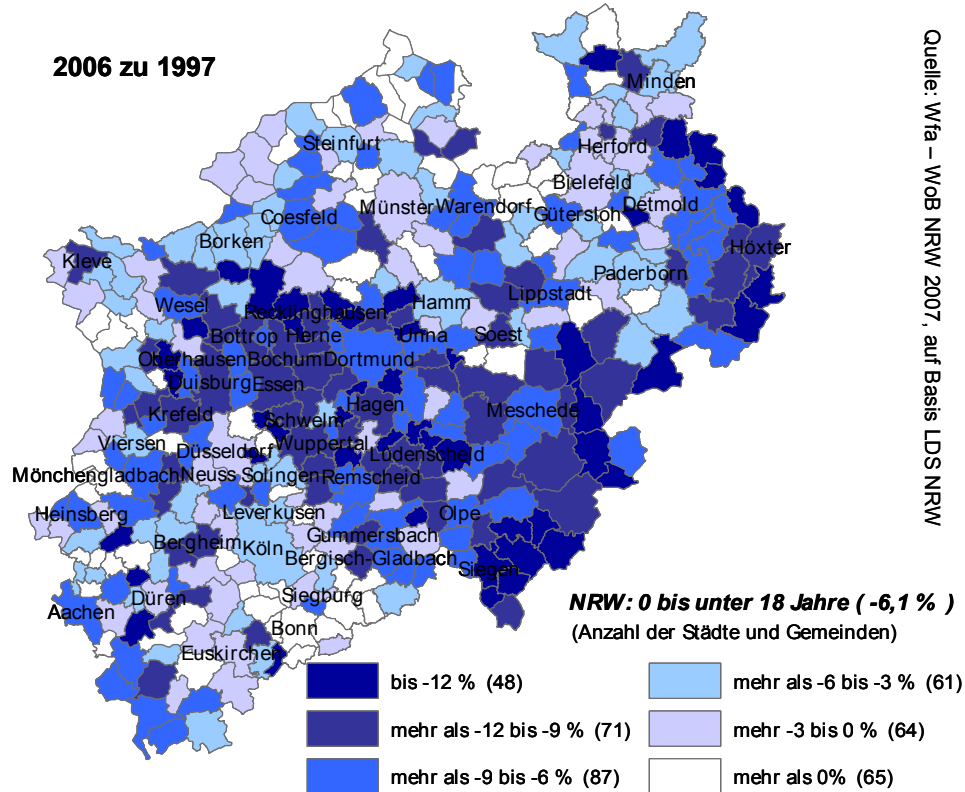 2006 zu 1997
Quelle: Wfa – WoB NRW 2007, auf Basis LDS NRW
Minden
Steinfurt
Herford
Bielefeld
Münster
Warendorf
Detmold
Coesfeld
Gütersloh
Borken
Höxter
Kleve
Paderborn
Lippstadt
Wesel
Hamm
Recklinghausen
Bottrop
Herne
Unna
Soest
Oberhausen
Bochum
Dortmund
Duisburg
Essen
Krefeld
Hagen
Meschede
Schwelm
Viersen
Düsseldorf
Wuppertal
Lüdenscheid
Mönchengladbach
Neuss
Solingen
Remscheid
Heinsberg
Leverkusen
Olpe
Gummersbach
Bergheim
Köln
Bergisch-Gladbach
Siegen
Düren
Siegburg
Aachen
Bonn
Euskirchen
NRW: 0 bis unter 18 Jahre ( -6,1 % )
(Anzahl der Städte und Gemeinden)
bis -12 % (48)
mehr als -12 bis -9 % (71)
mehr als -9 bis -6 % (87)
mehr als -6 bis -3 % (61)
mehr -3 bis 0 % (64)
mehr als 0% (65)